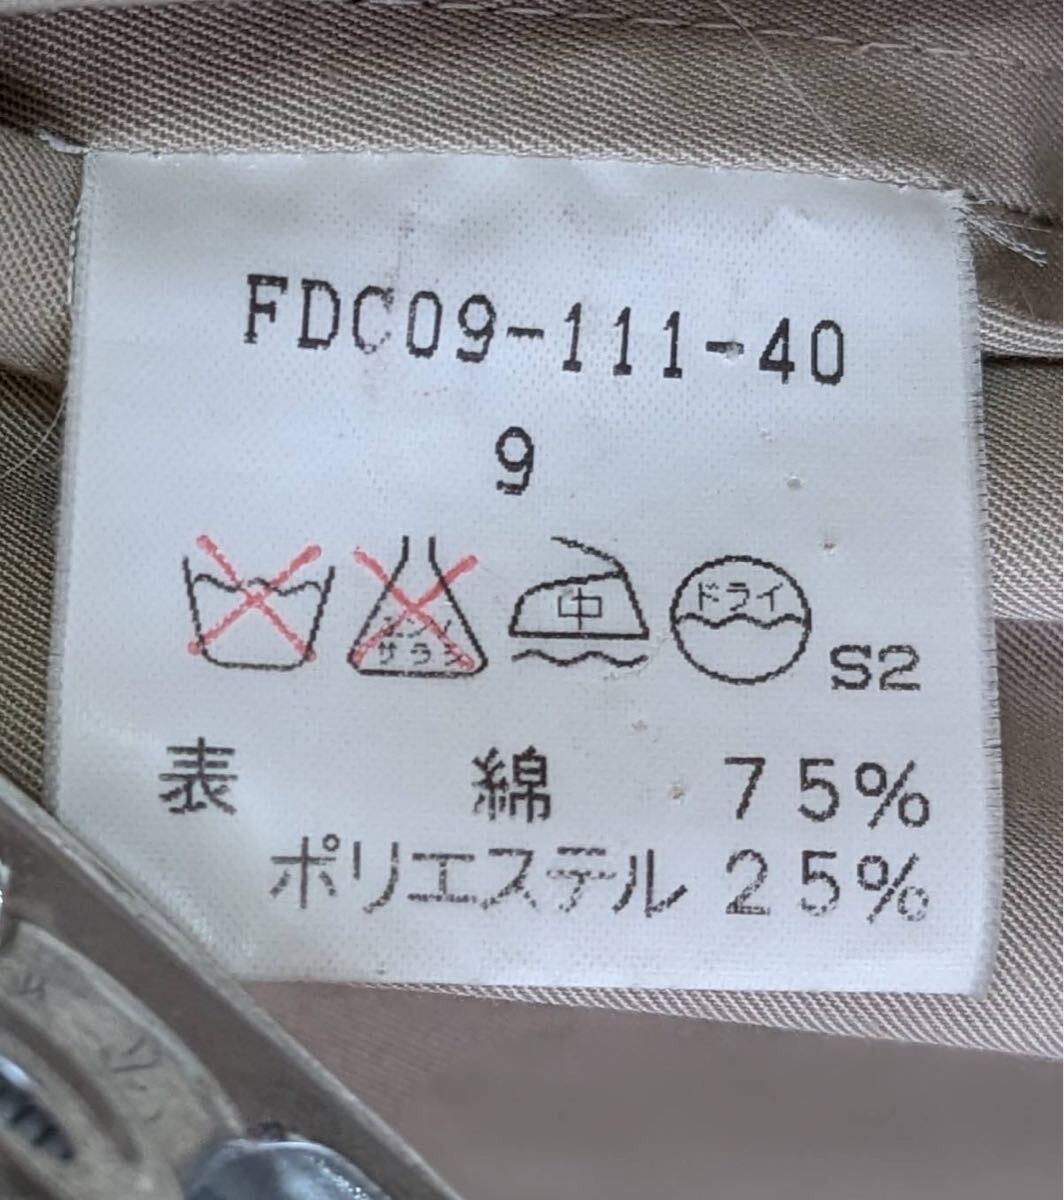 FDC09-111-40
9
エンソ
サラシ
中
ドライ
S2
表 綿 75%
ポリエステル 25%